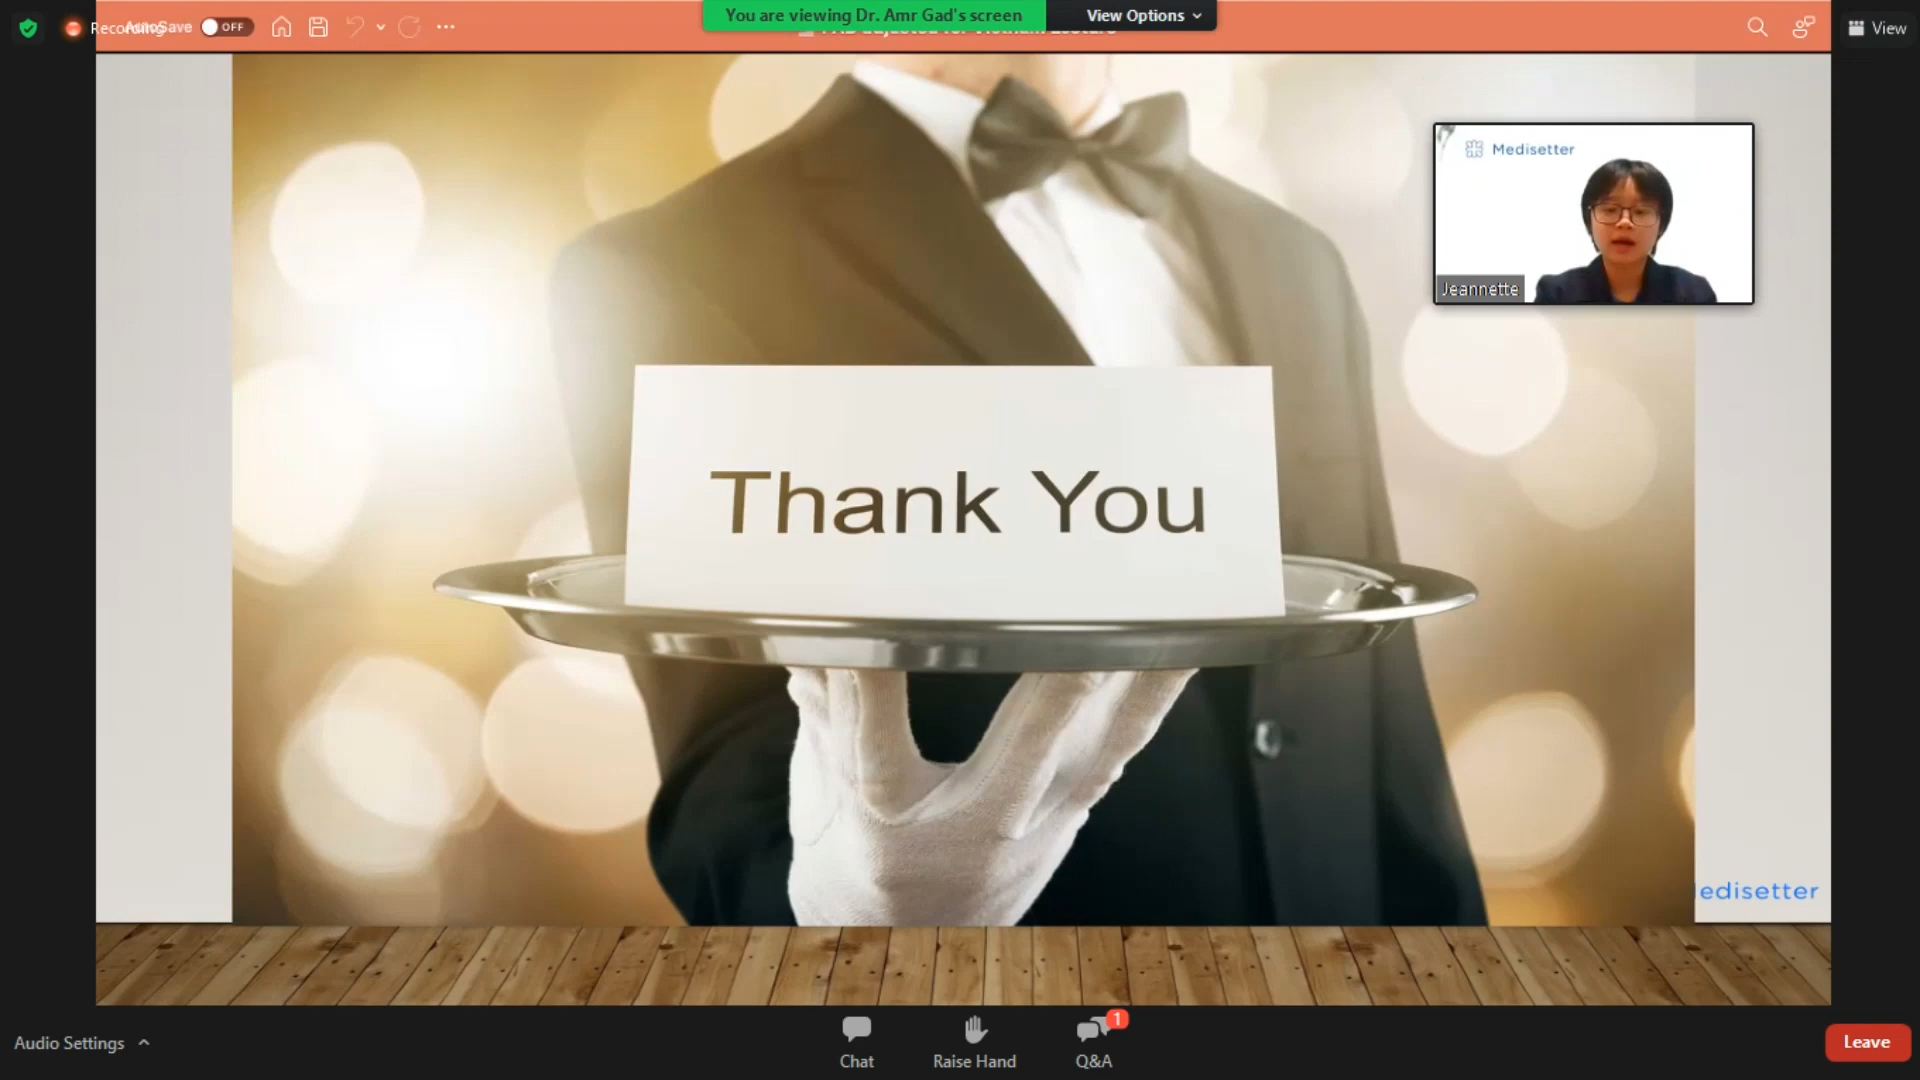 Recording
AutoSave
OFF
You are viewing Dr. Amr Gad's screen
View Options
View
Medisetter
Jeannette
Thank You
edisetter
Audio Settings
Chat
Raise Hand
1
Q&A
Leave